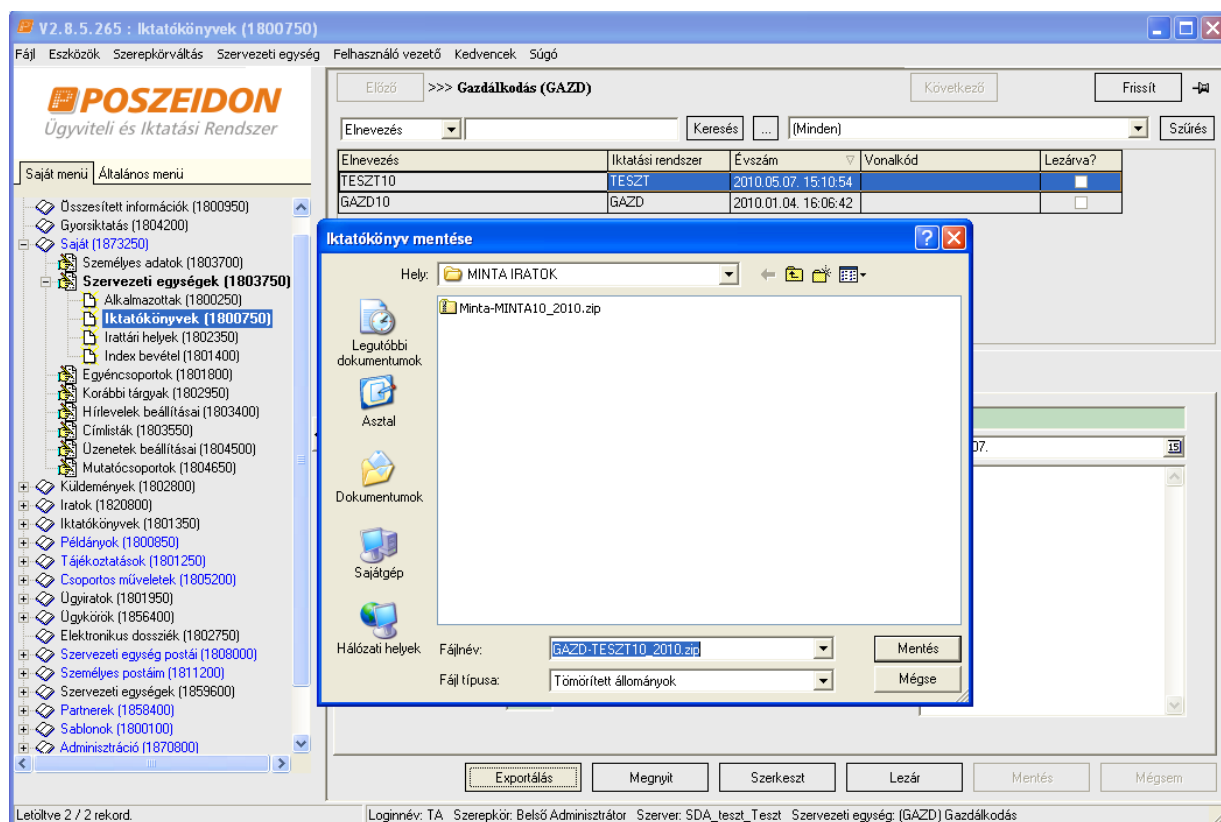 V2.8.5.265 : Iktatókönyvek (1800750)
Fájl Eszközök Szerepkörváltás Szervezeti egység Felhasználó vezető Kedvencek Súgó
POSZEIDON
Ügyviteli és Iktatási Rendszer
Saját menü Általános menü
Összesített információk (1800950)
Gyorsiktatás (1804200)
Saját (1873250)
Személyes adatok (1803700)
Szervezeti egységek (1803750)
Alkalmazottak (1800250)
Iktatókönyvek (1800750)
Irattári helyek (1802350)
Index bevétel (1801400)
Egyéncsoportok (1801800)
Korábbi tárgyak (1802950)
Hírlevelek beállításai (1803400)
Címlisták (1803550)
Üzenetek beállításai (1804500)
Mutatócsoportok (1804650)
Küldemények (1802800)
Iratok (1820800)
Iktatókönyvek (1801350)
Példányok (1800850)
Tájékoztatások (1801250)
Csoportos műveletek (1805200)
Ügyiratok (1801950)
Ügykörök (1856400)
Elektronikus dossziék (1802750)
Szervezeti egység postái (1808000)
Személyes postáim (1811200)
Szervezeti egységek (1859600)
Partnerek (1858400)
Sablonok (1800100)
Adminisztráció (1870800)
Előző >>> Gazdálkodás (GAZD) Következő Frissít
Elnevezés Keresés ... (Minden) Szűrés
Elnevezés Iktatási rendszer Évszám Vonalkód Lezárva?
TESZT10 TESZT 2010.05.07. 15:10:54
GAZD10 GAZD 2010.01.04. 16:06:42
Iktatókönyv mentése
Hely: MINTA IRATOK
Minta-MINTA10_2010.zip
Legutóbbi
dokumentumok
Asztal
Dokumentumok
Sajátgép
Hálózati helyek
Fájlnév: GAZD-TESZT10_2010.zip Mentés
Fájl típusa: Tömörített állományok Mégse
07. 15
Exportálás Megnyit Szerkeszt Lezár Mentés Mégsem
Letöltve 2 / 2 rekord. Loginnév: TA Szerepkör: Belső Adminisztrátor Szerver: SDA_teszt_Teszt Szervezeti egység: (GAZD) Gazdálkodás